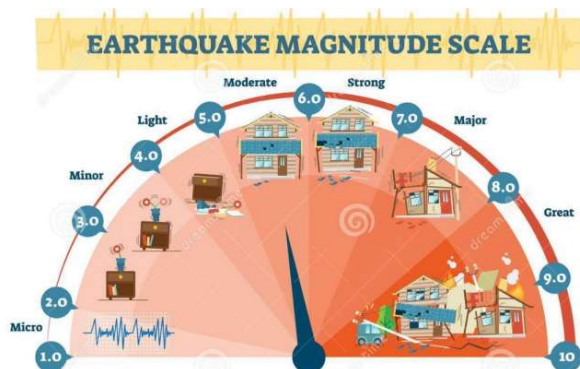 EARTHQUAKE MAGNITUDE SCALE
Moderate
Strong
6.0
5.0
7.0
Light
Major
4.0
Minor
8.0
3.0
Great
9.0
2.0
Micro
1.0
10